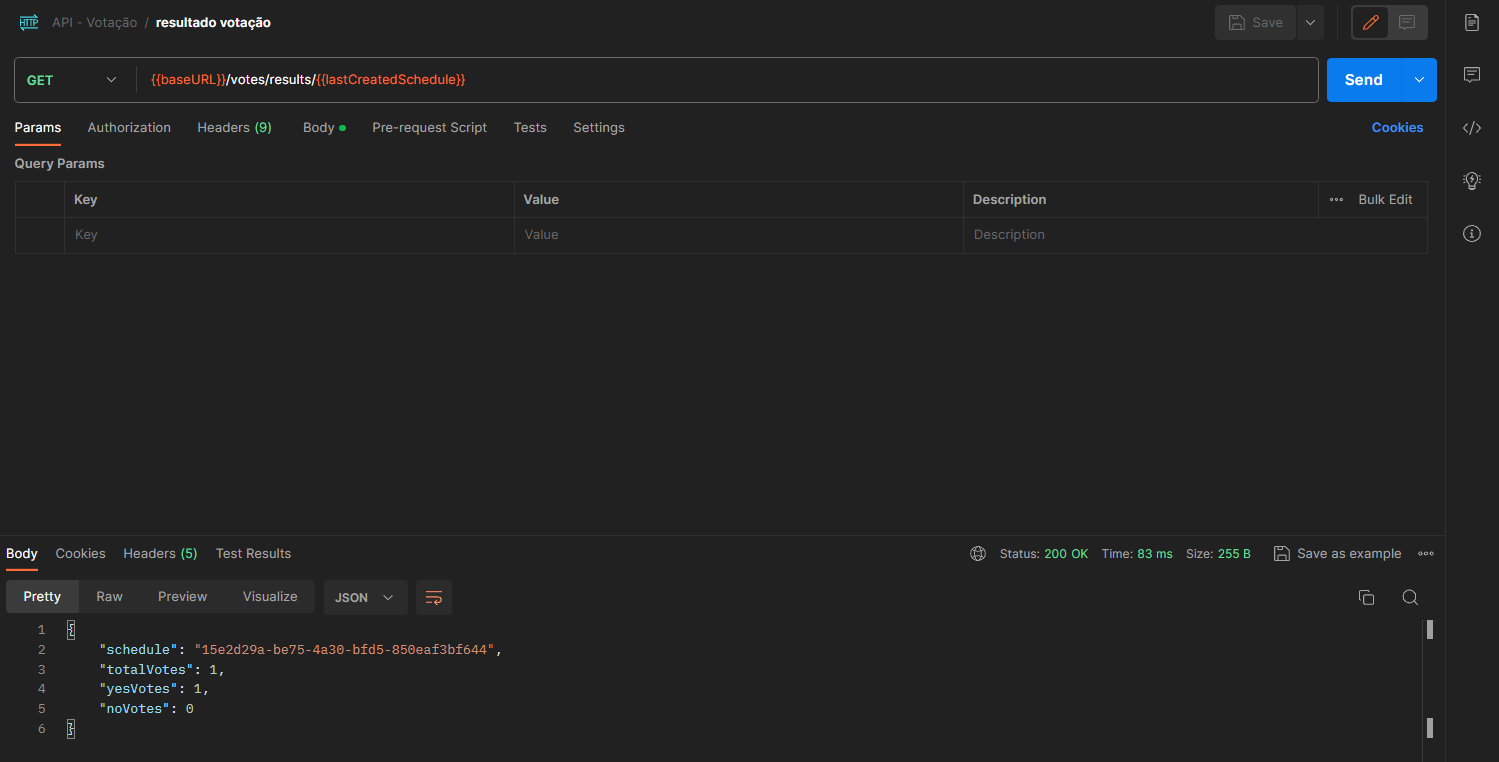 HTTP API - Votação / resultado votação Save
GET {{baseURL}}/votes/results/{{lastCreatedSchedule}} Send
Params Authorization Headers (9) Body Pre-request Script Tests Settings Cookies
Query Params
Key Value Description Bulk Edit
Key Value Description
Body Cookies Headers (5) Test Results Status: 200 OK Time: 83 ms Size: 255 B Save as example
Pretty Raw Preview Visualize JSON
1 {
2 "schedule": "15e2d29a-be75-4a30-bfd5-850eaf3bf644",
3 "totalVotes": 1,
4 "yesVotes": 1,
5 "noVotes": 0
6 }